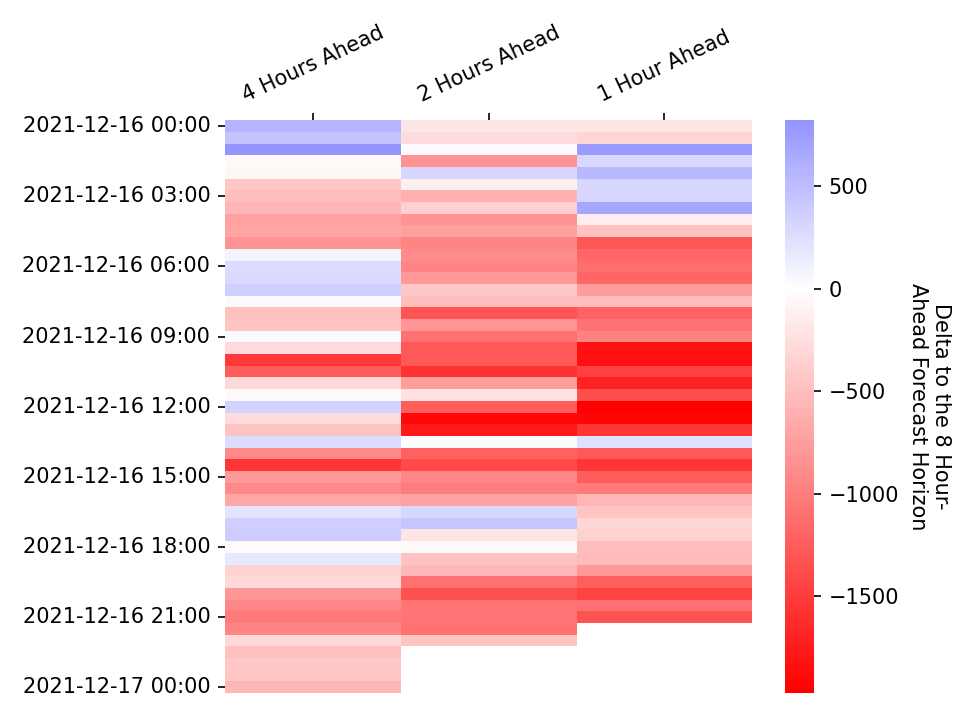 4 Hours Ahead
2 Hours Ahead
1 Hour Ahead
2021-12-16 00:00
2021-12-16 03:00
2021-12-16 06:00
2021-12-16 09:00
2021-12-16 12:00
2021-12-16 15:00
2021-12-16 18:00
2021-12-16 21:00
2021-12-17 00:00
500
0
−500
−1000
−1500
Delta to the 8 Hour-
Ahead Forecast Horizon